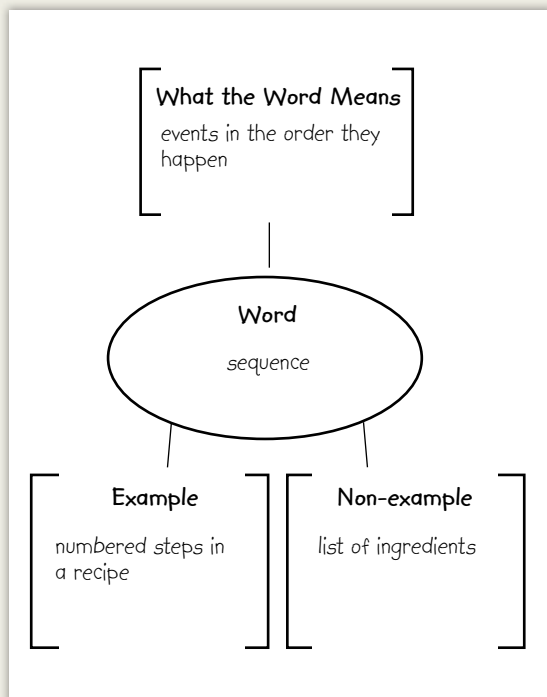 What the Word Means
events in the order they
happen
Word
sequence
Example
numbered steps in
a recipe
Non-example
list of ingredients